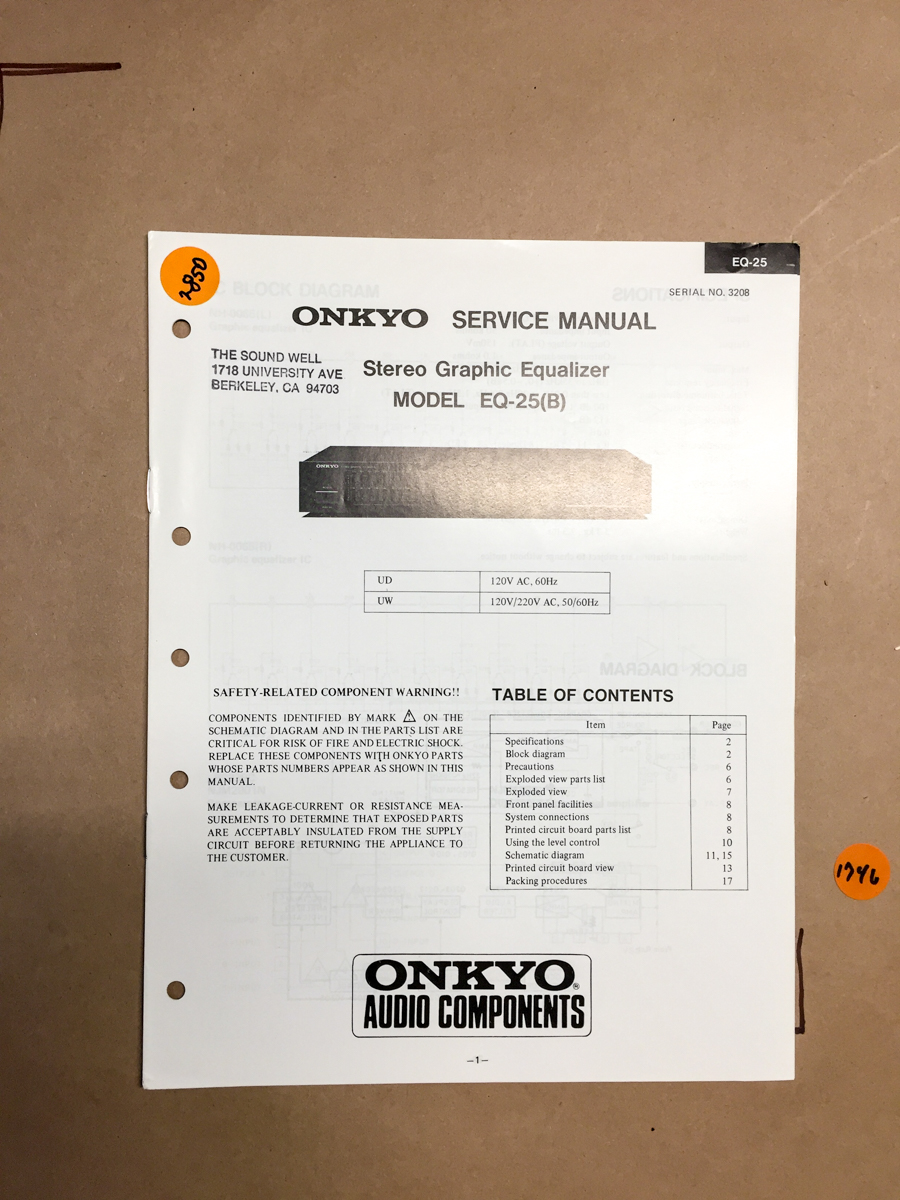 EQ-25
2850
SERIAL NO. 3208
ONKYO SERVICE MANUAL
THE SOUND WELL
1718 UNIVERSITY AVE
BERKELEY, CA 94703
Stereo Graphic Equalizer
MODEL EQ-25(B)
ONKYO
UD 120V AC, 60Hz
UW 120V/220V AC, 50/60Hz
SAFETY-RELATED COMPONENT WARNING!!
COMPONENTS IDENTIFIED BY MARK ⚠ ON THE
SCHEMATIC DIAGRAM AND IN THE PARTS LIST ARE
CRITICAL FOR RISK OF FIRE AND ELECTRIC SHOCK.
REPLACE THESE COMPONENTS WITH ONKYO PARTS
WHOSE PARTS NUMBERS APPEAR AS SHOWN IN THIS
MANUAL.
MAKE LEAKAGE-CURRENT OR RESISTANCE MEA-
SUREMENTS TO DETERMINE THAT EXPOSED PARTS
ARE ACCEPTABLY INSULATED FROM THE SUPPLY
CIRCUIT BEFORE RETURNING THE APPLIANCE TO
THE CUSTOMER.
TABLE OF CONTENTS
Item Page
Specifications 2
Block diagram 2
Precautions 6
Exploded view parts list 6
Exploded view 7
Front panel facilities 8
System connections 8
Printed circuit board parts list 8
Using the level control 10
Schematic diagram 11, 15
Printed circuit board view 13
Packing procedures 17
1746
ONKYO®
AUDIO COMPONENTS
–1–